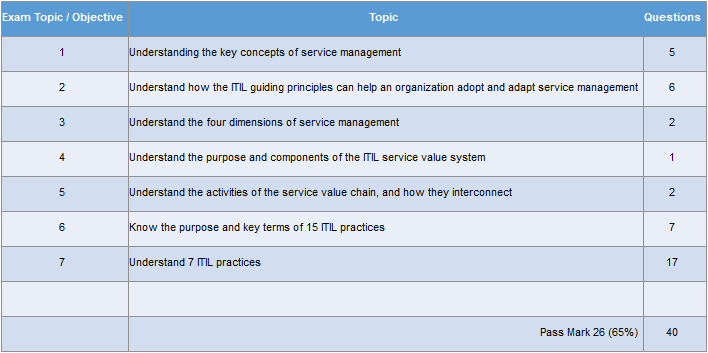 Exam Topic / Objective Topic Questions
1 Understanding the key concepts of service management 5
2 Understand how the ITIL guiding principles can help an organization adopt and adapt service management 6
3 Understand the four dimensions of service management 2
4 Understand the purpose and components of the ITIL service value system 1
5 Understand the activities of the service value chain, and how they interconnect 2
6 Know the purpose and key terms of 15 ITIL practices 7
7 Understand 7 ITIL practices 17
Pass Mark 26 (65%) 40